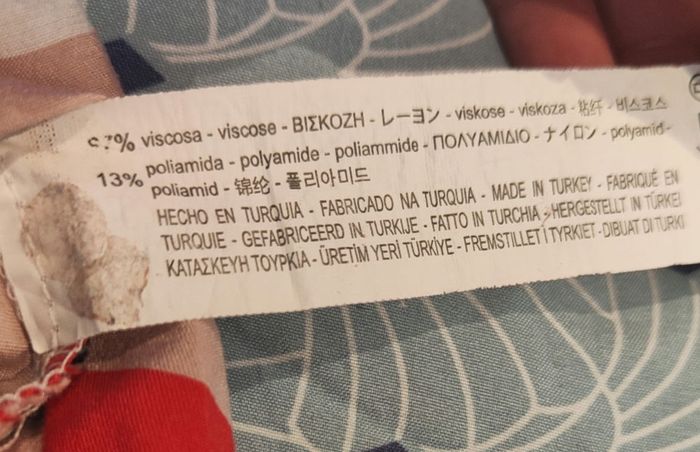 87% viscosa - viscose - ΒΙΣΚΟΖΗ - レーヨン - viskose - viskoza - 粘纤 - 비스코스
13% poliamida - polyamide - poliammide - ΠΟΛΥΑΜΙΔΙΟ - ナイロン - polyamid -
poliamid - 锦纶 - 폴리아미드
HECHO EN TURQUIA - FABRICADO NA TURQUIA - MADE IN TURKEY - FABRIQUÉ EN
TURQUIE - GEFABRICEERD IN TURKIJE - FATTO IN TURCHIA - HERGESTELLT IN TÜRKEI
ΚΑΤΑΣΚΕΥΗ ΤΟΥΡΚΙΑ - ÜRETİM YERİ TÜRKİYE - FREMSTILLET İ TYRKIET - DIBUAT DI TURKI